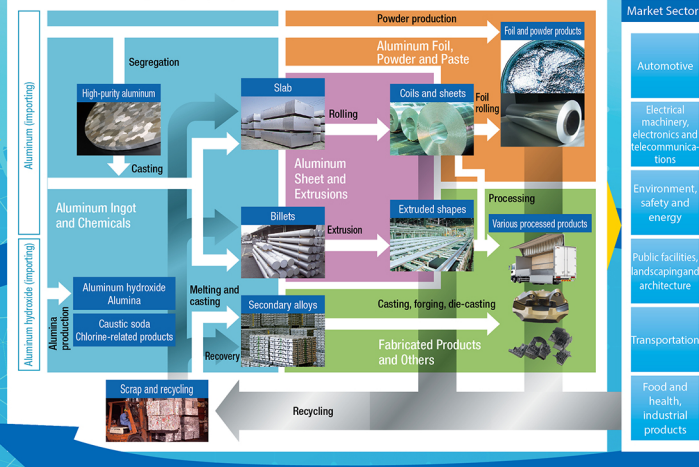 Market Sector
Powder production
Foil and powder products
Aluminum Foil,
Powder and Paste
Segregation
Automotive
High-purity aluminum
Slab
Coils and sheets
Foil
rolling
Rolling
Aluminum (importing)
Electrical
machinery,
electronics and
telecommunica-
tions
Casting
Aluminum
Sheet and
Extrusions
Environment,
safety and
energy
Processing
Aluminum Ingot
and Chemicals
Billets
Extrusion
Extruded shapes
Various processed products
Public facilities,
landscapingand
architecture
Aluminum hydroxide (importing)
Alumina
production
Aluminum hydroxide
Alumina
Caustic soda
Chlorine-related products
Melting and
casting
Secondary alloys
Casting, forging, die-casting
Transportation
Recovery
Fabricated Products
and Others
Scrap and recycling
Recycling
Food and
health,
industrial
products